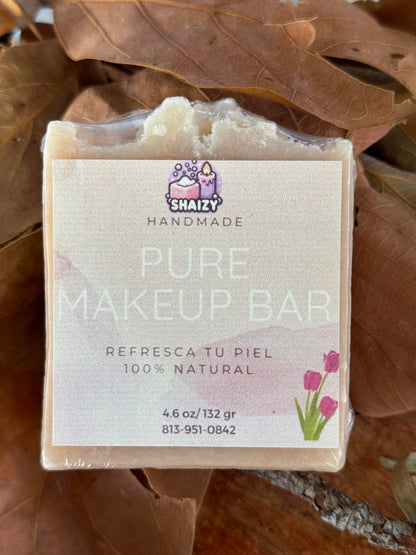 SHAIZY
HANDMADE
PURE
MAKEUP BAR
REFRESCA TU PIEL
100% NATURAL
4.6 oz/132 gr
813-951-0842